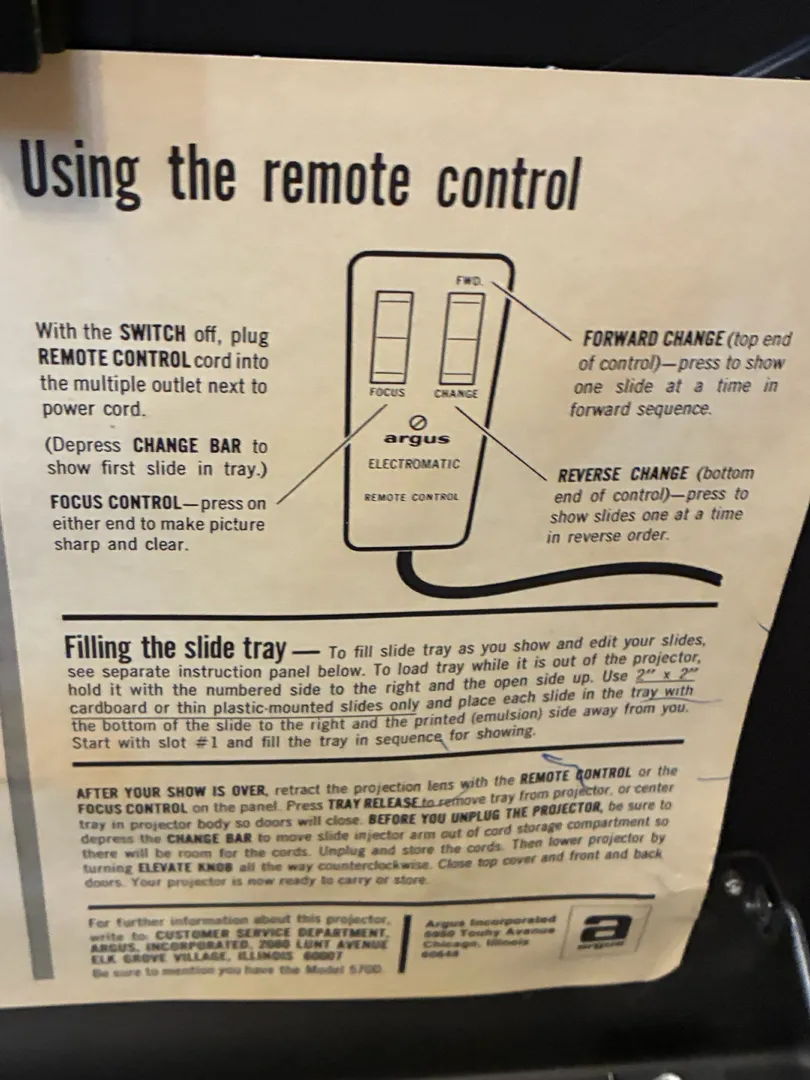 Using the remote control
With the SWITCH off, plug
REMOTE CONTROL cord into
the multiple outlet next to
power cord.
(Depress CHANGE BAR to
show first slide in tray.)
FOCUS CONTROL—press on
either end to make picture
sharp and clear.
FWD.
FOCUS CHANGE
argus
ELECTROMATIC
REMOTE CONTROL
FORWARD CHANGE (top end
of control)—press to show
one slide at a time in
forward sequence.
REVERSE CHANGE (bottom
end of control)—press to
show slides one at a time
in reverse order.
Filling the slide tray — To fill slide tray as you show and edit your slides,
see separate instruction panel below. To load tray while it is out of the projector,
hold it with the numbered side to the right and the open side up. Use 2" x 2"
cardboard or thin plastic-mounted slides only and place each slide in the tray with
the bottom of the slide to the right and the printed (emulsion) side away from you.
Start with slot #1 and fill the tray in sequence for showing.
AFTER YOUR SHOW IS OVER, retract the projection lens with the REMOTE CONTROL or the
FOCUS CONTROL on the panel. Press TRAY RELEASE to remove tray from projector, or center
tray in projector body so doors will close. BEFORE YOU UNPLUG THE PROJECTOR, be sure to
depress the CHANGE BAR to move slide injector arm out of cord storage compartment so
there will be room for the cords. Unplug and store the cords. Then lower projector by
turning ELEVATE KNOB all the way counterclockwise. Close top cover and front and back
doors. Your projector is now ready to carry or store.
For further information about this projector,
write to: CUSTOMER SERVICE DEPARTMENT,
ARGUS, INCORPORATED, 2080 LUNT AVENUE
ELK GROVE VILLAGE, ILLINOIS 60007
Be sure to mention you have the Model 570D.
Argus Incorporated
Touhy Avenue
Chicago, Illinois
60648
a
argus